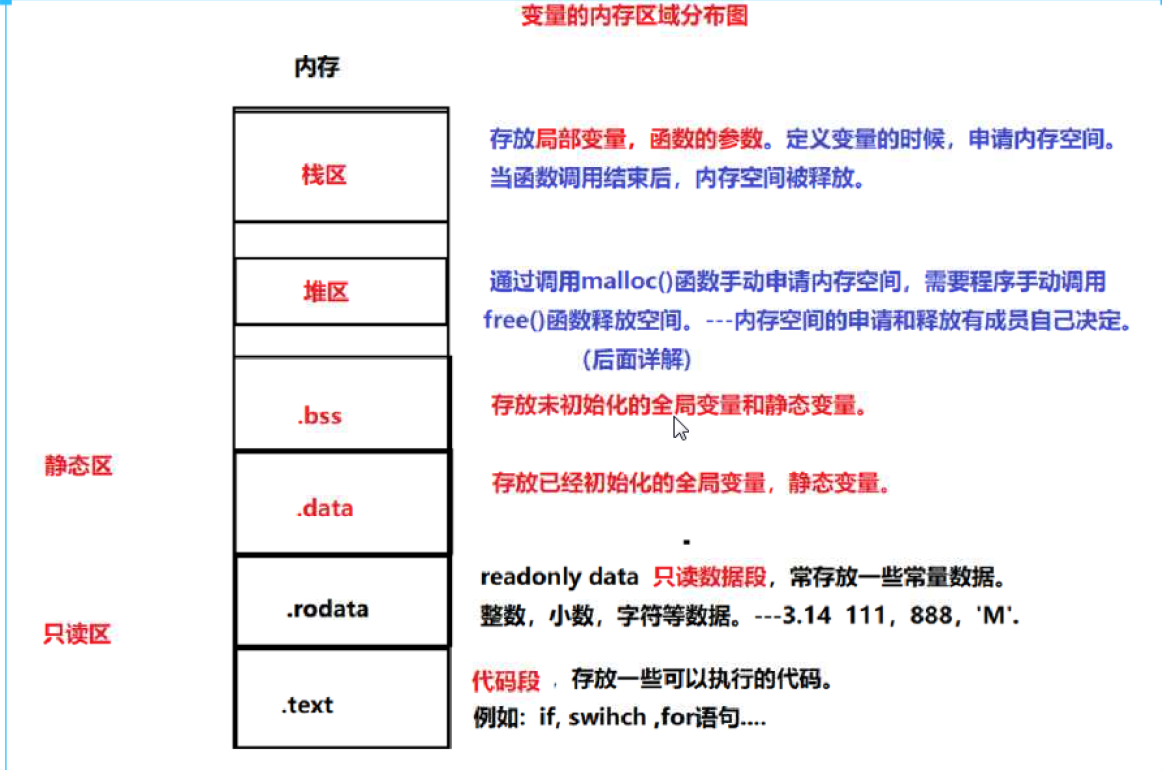 变量的内存区域分布图
内存
栈区
存放局部变量，函数的参数。定义变量的时候，申请内存空间。
当函数调用结束后，内存空间被释放。
堆区
通过调用malloc()函数手动申请内存空间，需要程序手动调用
free()函数释放空间。---内存空间的申请和释放有成员自己决定。
（后面详解）
静态区
.bss
存放未初始化的全局变量和静态变量。
.data
存放已经初始化的全局变量，静态变量。
只读区
.rodata
readonly data 只读数据段，常存放一些常量数据。
整数，小数，字符等数据。---3.14 111，888，'M'.
.text
代码段 ，存放一些可以执行的代码。
例如：if, swihch ,for语句....